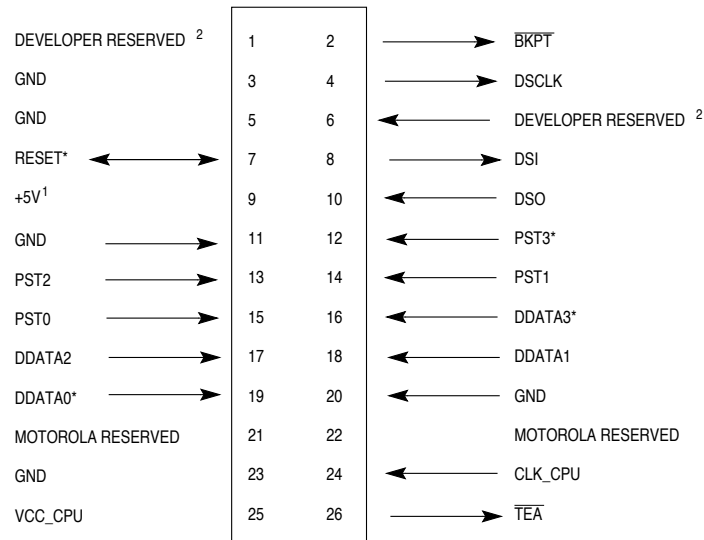 DEVELOPER RESERVED 2 1 2 BKPT
GND 3 4 DSCLK
GND 5 6 DEVELOPER RESERVED 2
RESET* 7 8 DSI
+5V1 9 10 DSO
GND 11 12 PST3*
PST2 13 14 PST1
PST0 15 16 DDATA3*
DDATA2 17 18 DDATA1
DDATA0* 19 20 GND
MOTOROLA RESERVED 21 22 MOTOROLA RESERVED
GND 23 24 CLK_CPU
VCC_CPU 25 26 TEA